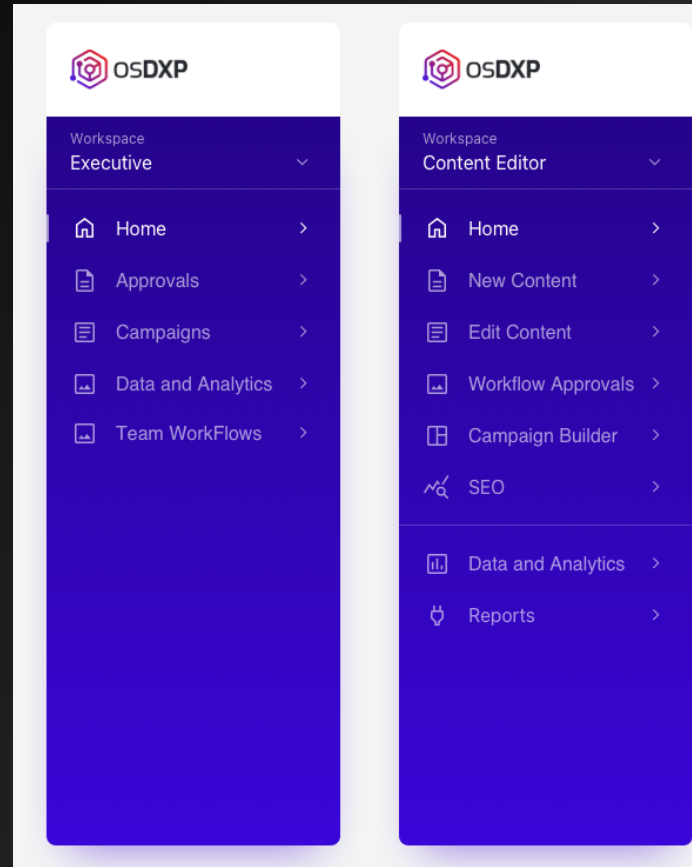 osDXP
Workspace
Executive
Home
Approvals
Campaigns
Data and Analytics
Team WorkFlows
osDXP
Workspace
Content Editor
Home
New Content
Edit Content
Workflow Approvals
Campaign Builder
SEO
Data and Analytics
Reports